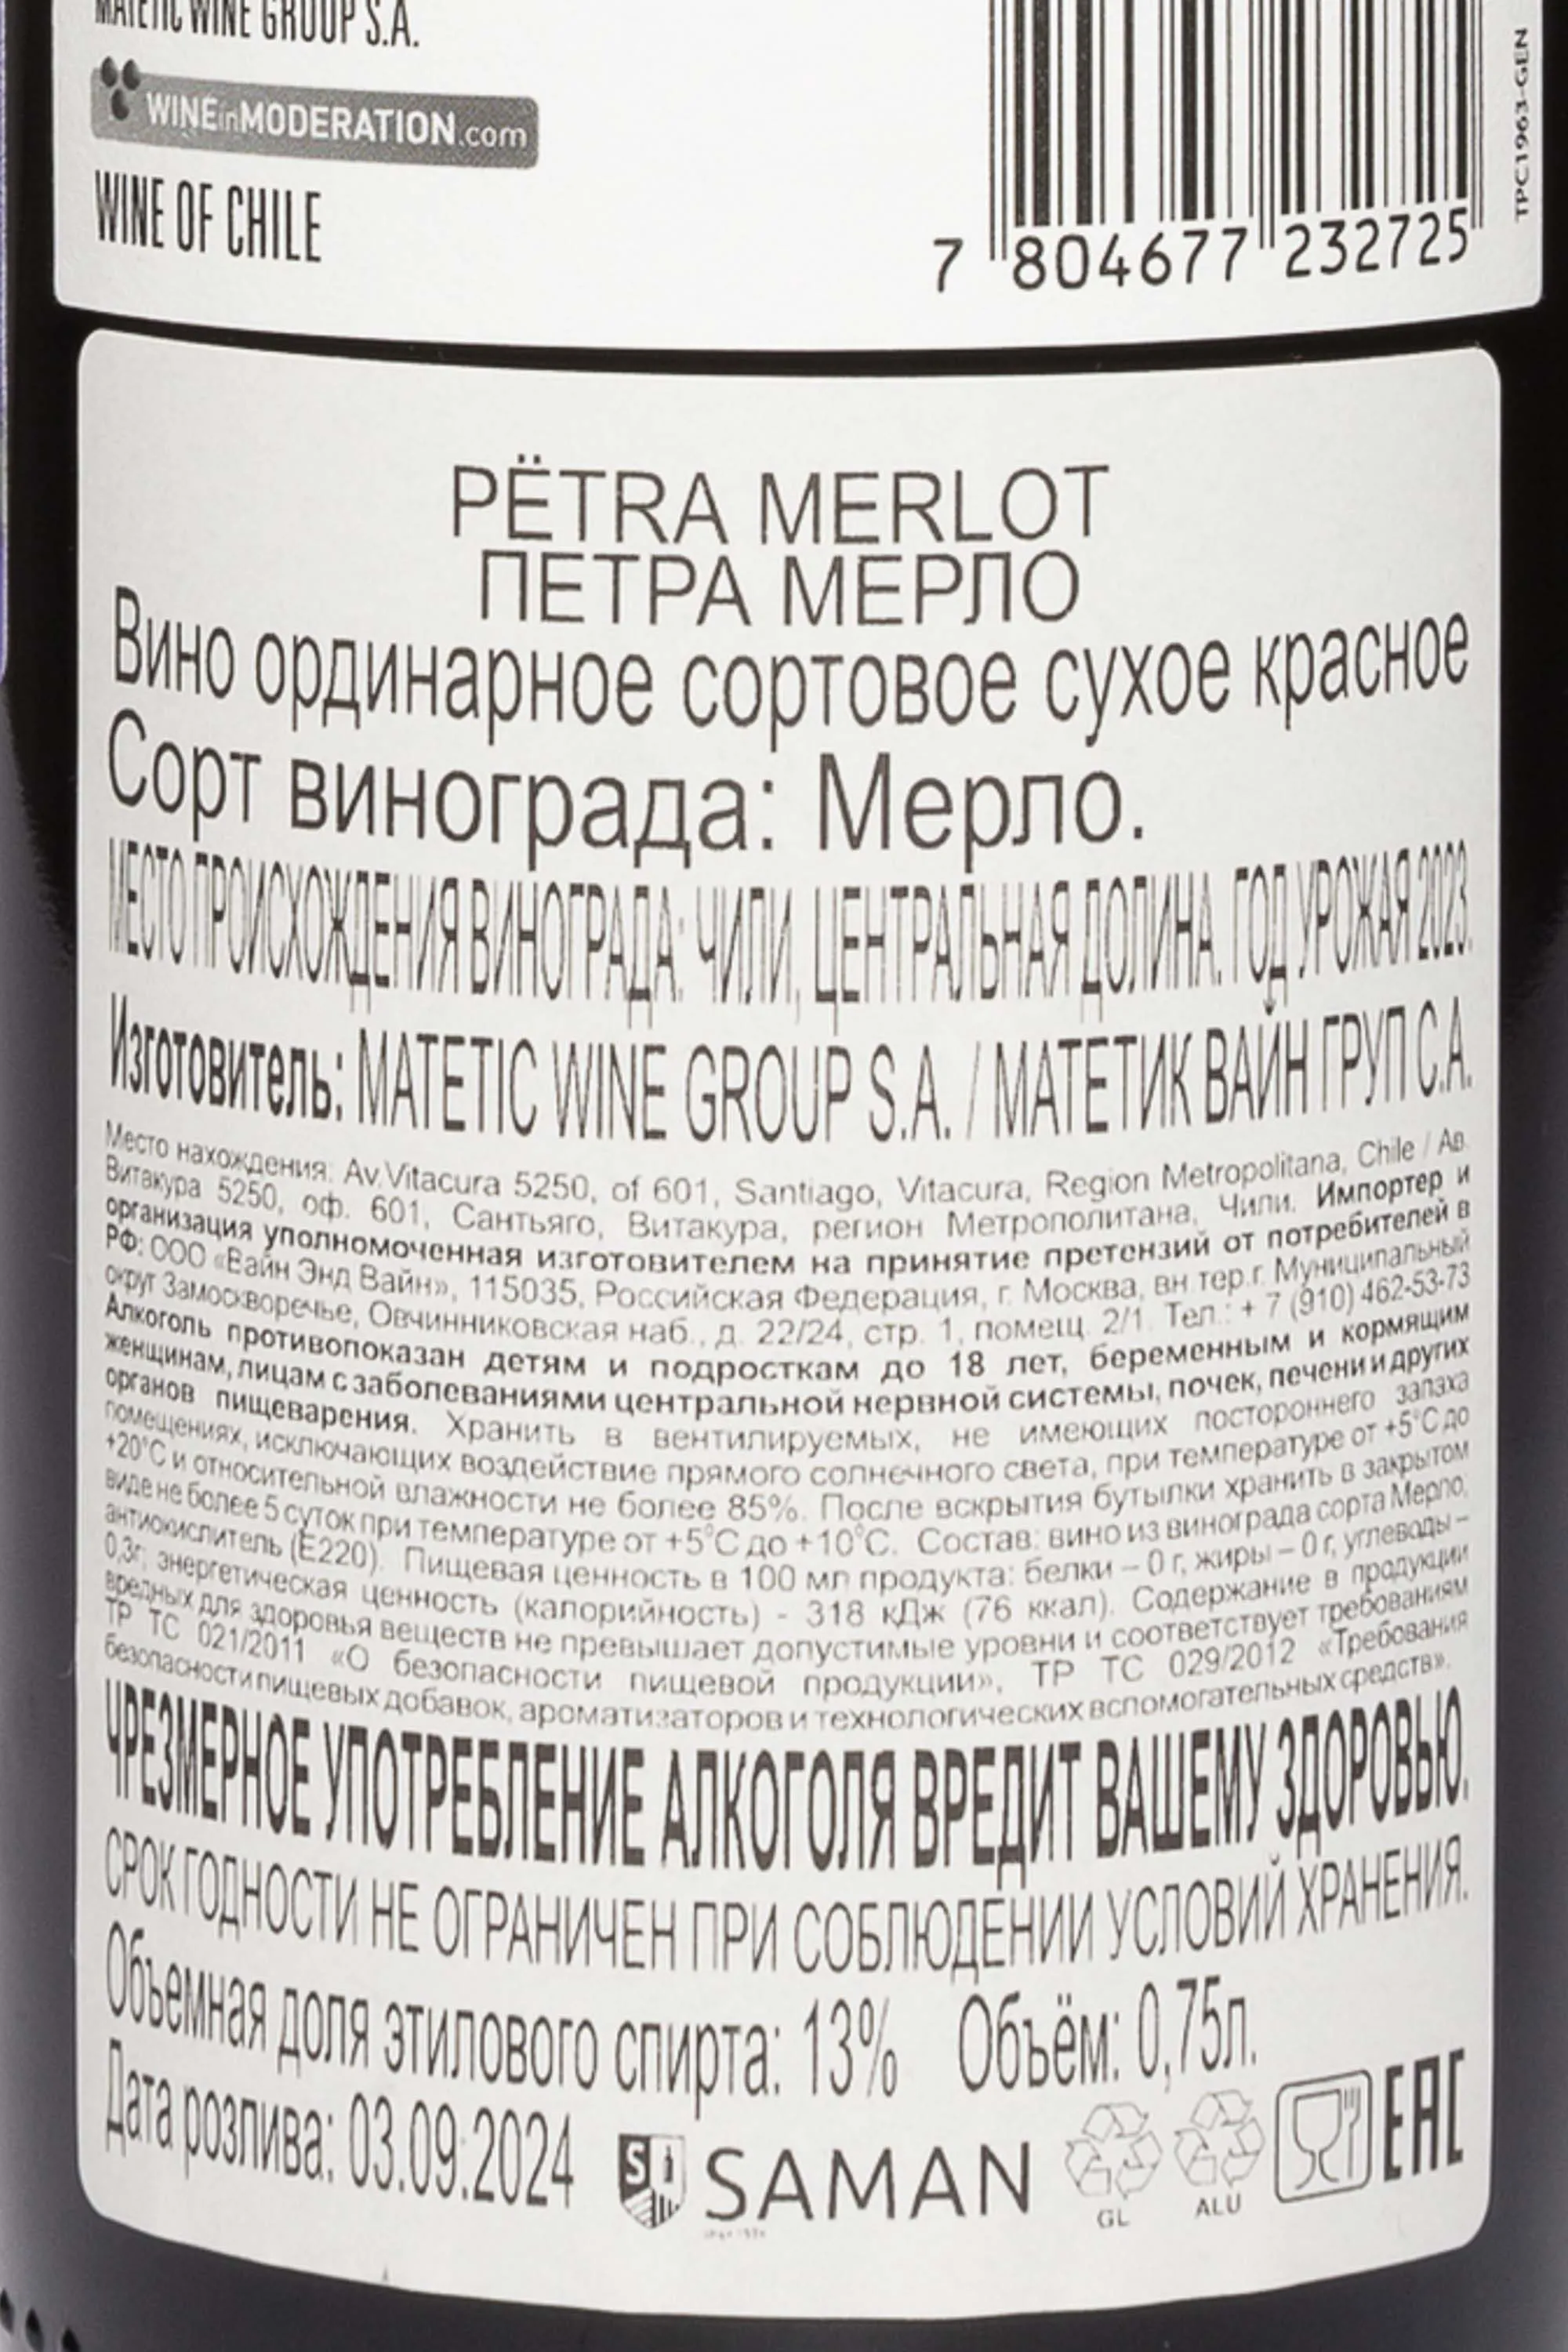 MATETIC WINE GROUP S.A.
WINEinMODERATION.com
WINE OF CHILE
7 804677 232725
TPC1963-GEN
PЁTRA MERLOT
ПЕТРА МЕРЛО
Вино ординарное сортовое сухое красное
Сорт винограда: Мерло.
МЕСТО ПРОИСХОЖДЕНИЯ ВИНОГРАДА: ЧИЛИ, ЦЕНТРАЛЬНАЯ ДОЛИНА. ГОД УРОЖАЯ 2023.
Изготовитель: MATETIC WINE GROUP S.A. / МАТЕТИК ВАЙН ГРУП С.А.
Место нахождения: Av.Vitacura 5250, of 601, Santiago, Vitacura, Region Metropolitana, Chile / Ав.
Витакура 5250, оф. 601, Сантьяго, Витакура, регион Метрополитана, Чили. Импортер и
организация уполномоченная изготовителем на принятие претензий от потребителей в
РФ: ООО «Вайн Энд Вайн», 115035, Российская Федерация, г. Москва, вн.тер.г. Муниципальный
округ Замоскворечье, Овчинниковская наб., д. 22/24, стр. 1, помещ. 2/1. Тел.: + 7 (910) 462-53-73
Алкоголь противопоказан детям и подросткам до 18 лет, беременным и кормящим
женщинам, лицам с заболеваниями центральной нервной системы, почек, печени и других
органов пищеварения. Хранить в вентилируемых, не имеющих постороннего запаха
помещениях, исключающих воздействие прямого солнечного света, при температуре от +5°С до
+20°С и относительной влажности не более 85%. После вскрытия бутылки хранить в закрытом
виде не более 5 суток при температуре от +5°С до +10°С. Состав: вино из винограда сорта Мерло,
антиокислитель (Е220). Пищевая ценность в 100 мл продукта: белки – 0 г, жиры – 0 г, углеводы –
0,3г; энергетическая ценность (калорийность) - 318 кДж (76 ккал). Содержание в продукции
вредных для здоровья веществ не превышает допустимые уровни и соответствует требованиям
ТР ТС 021/2011 «О безопасности пищевой продукции», ТР ТС 029/2012 «Требования
безопасности пищевых добавок, ароматизаторов и технологических вспомогательных средств».
ЧРЕЗМЕРНОЕ УПОТРЕБЛЕНИЕ АЛКОГОЛЯ ВРЕДИТ ВАШЕМУ ЗДОРОВЬЮ.
СРОК ГОДНОСТИ НЕ ОГРАНИЧЕН ПРИ СОБЛЮДЕНИИ УСЛОВИЙ ХРАНЕНИЯ.
Объемная доля этилового спирта: 13% Объём: 0,75л.
Дата розлива: 03.09.2024
S SAMAN
GL
ALU
EAC